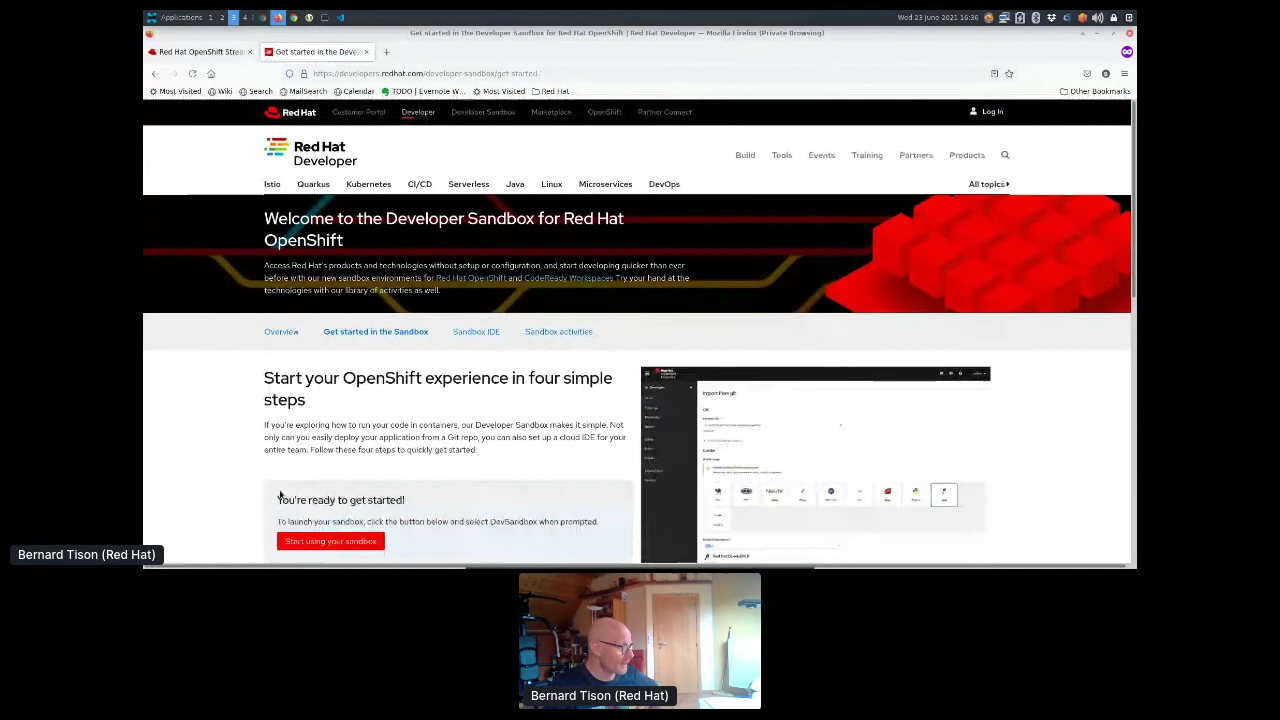 Applications 1 2 3 4 Wed 23 June 2021 16:36
Get started in the Developer Sandbox for Red Hat OpenShift | Red Hat Developer — Mozilla Firefox (Private Browsing)
Red Hat OpenShift Strea × Get started in the Devel × +
https://developers.redhat.com/developer-sandbox/get-started
Most Visited Wiki Search MailSearch Calendar TODO | Evernote W... Most Visited Red Hat Other Bookmarks
Red Hat Customer Portal Developer Developer Sandbox Marketplace OpenShift Partner Connect Log In
Red Hat
Developer
Build Tools Events Training Partners Products
Istio Quarkus Kubernetes CI/CD Serverless Java Linux Microservices DevOps All topics
Welcome to the Developer Sandbox for Red Hat
OpenShift
Access Red Hat's products and technologies without setup or configuration, and start developing quicker than ever
before with our new sandbox environments for Red Hat OpenShift and CodeReady Workspaces Try your hand at the
technologies with our library of activities as well.
Overview Get started in the Sandbox Sandbox IDE Sandbox activities
Start your OpenShift experience in four simple
steps
If you're exploring how to run your code in containers, our Developer Sandbox makes it simple. Not
only can you easily deploy your application from a Git repo, you can also set up a cloud IDE for your
entire team. Follow these four steps to quickly get started.
You're ready to get started!
To launch your sandbox, click the button below and select DevSandbox when prompted.
Start using your sandbox
Import from git
Bernard Tison (Red Hat)
Bernard Tison (Red Hat)